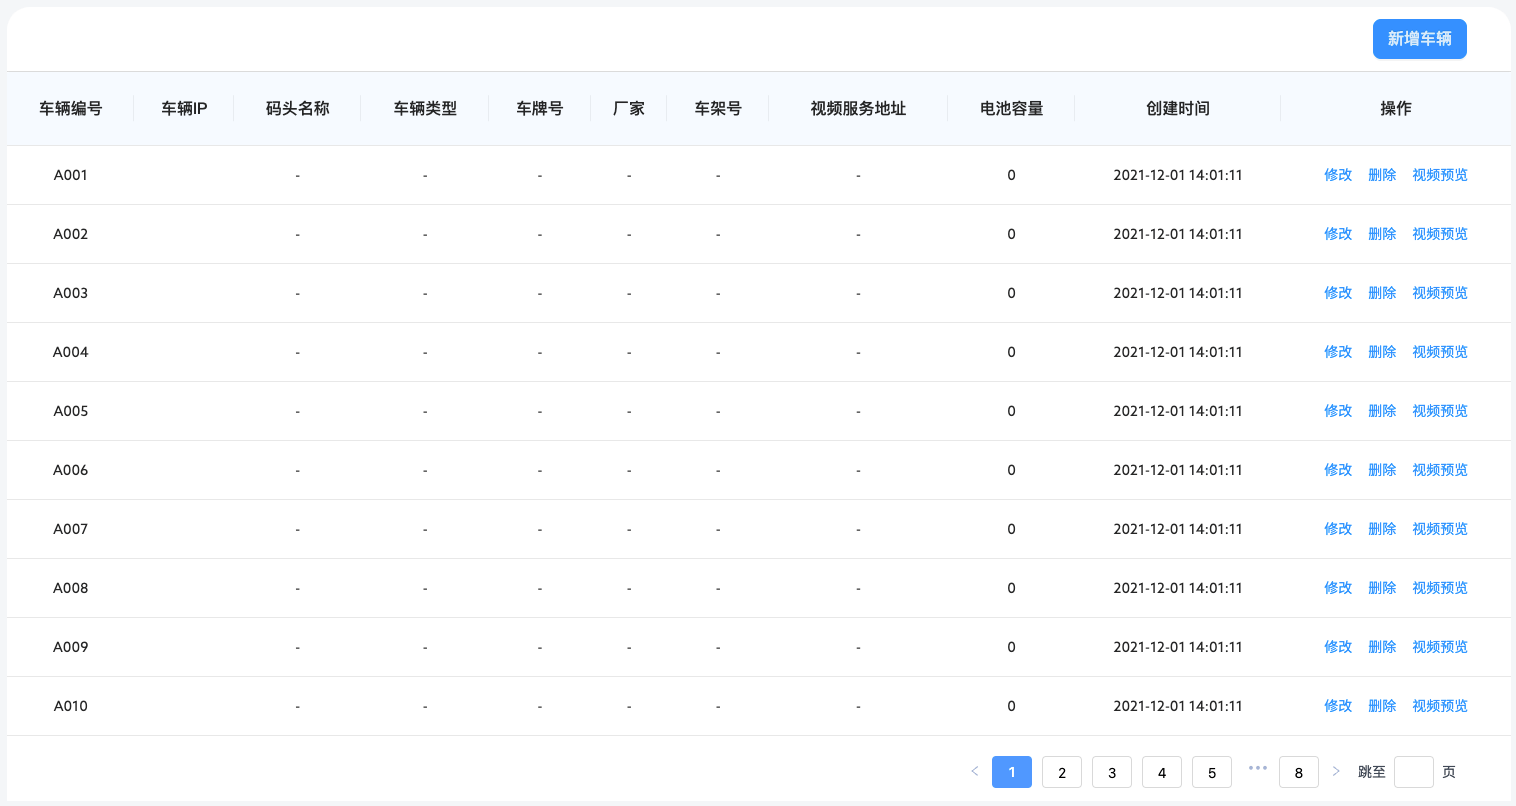 新增车辆
车辆编号 车辆IP 码头名称 车辆类型 车牌号 厂家 车架号 视频服务地址 电池容量 创建时间 操作
A001 - - - - - - 0 2021-12-01 14:01:11 修改 删除 视频预览
A002 - - - - - - 0 2021-12-01 14:01:11 修改 删除 视频预览
A003 - - - - - - 0 2021-12-01 14:01:11 修改 删除 视频预览
A004 - - - - - - 0 2021-12-01 14:01:11 修改 删除 视频预览
A005 - - - - - - 0 2021-12-01 14:01:11 修改 删除 视频预览
A006 - - - - - - 0 2021-12-01 14:01:11 修改 删除 视频预览
A007 - - - - - - 0 2021-12-01 14:01:11 修改 删除 视频预览
A008 - - - - - - 0 2021-12-01 14:01:11 修改 删除 视频预览
A009 - - - - - - 0 2021-12-01 14:01:11 修改 删除 视频预览
A010 - - - - - - 0 2021-12-01 14:01:11 修改 删除 视频预览
< 1 2 3 4 5 ••• 8 > 跳至 页